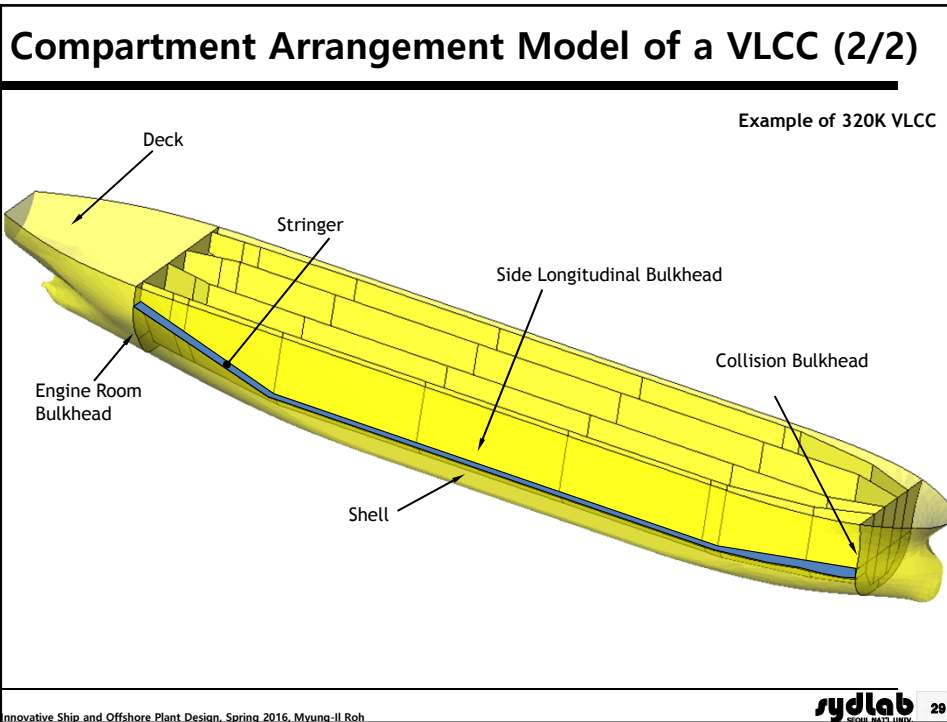 Compartment Arrangement Model of a VLCC (2/2)
Example of 320K VLCC
Deck
Stringer
Side Longitudinal Bulkhead
Collision Bulkhead
Engine Room
Bulkhead
Shell
Innovative Ship and Offshore Plant Design, Spring 2016, Myung-Il Roh
sydlab
SEOUL NAT'L UNIV.
29